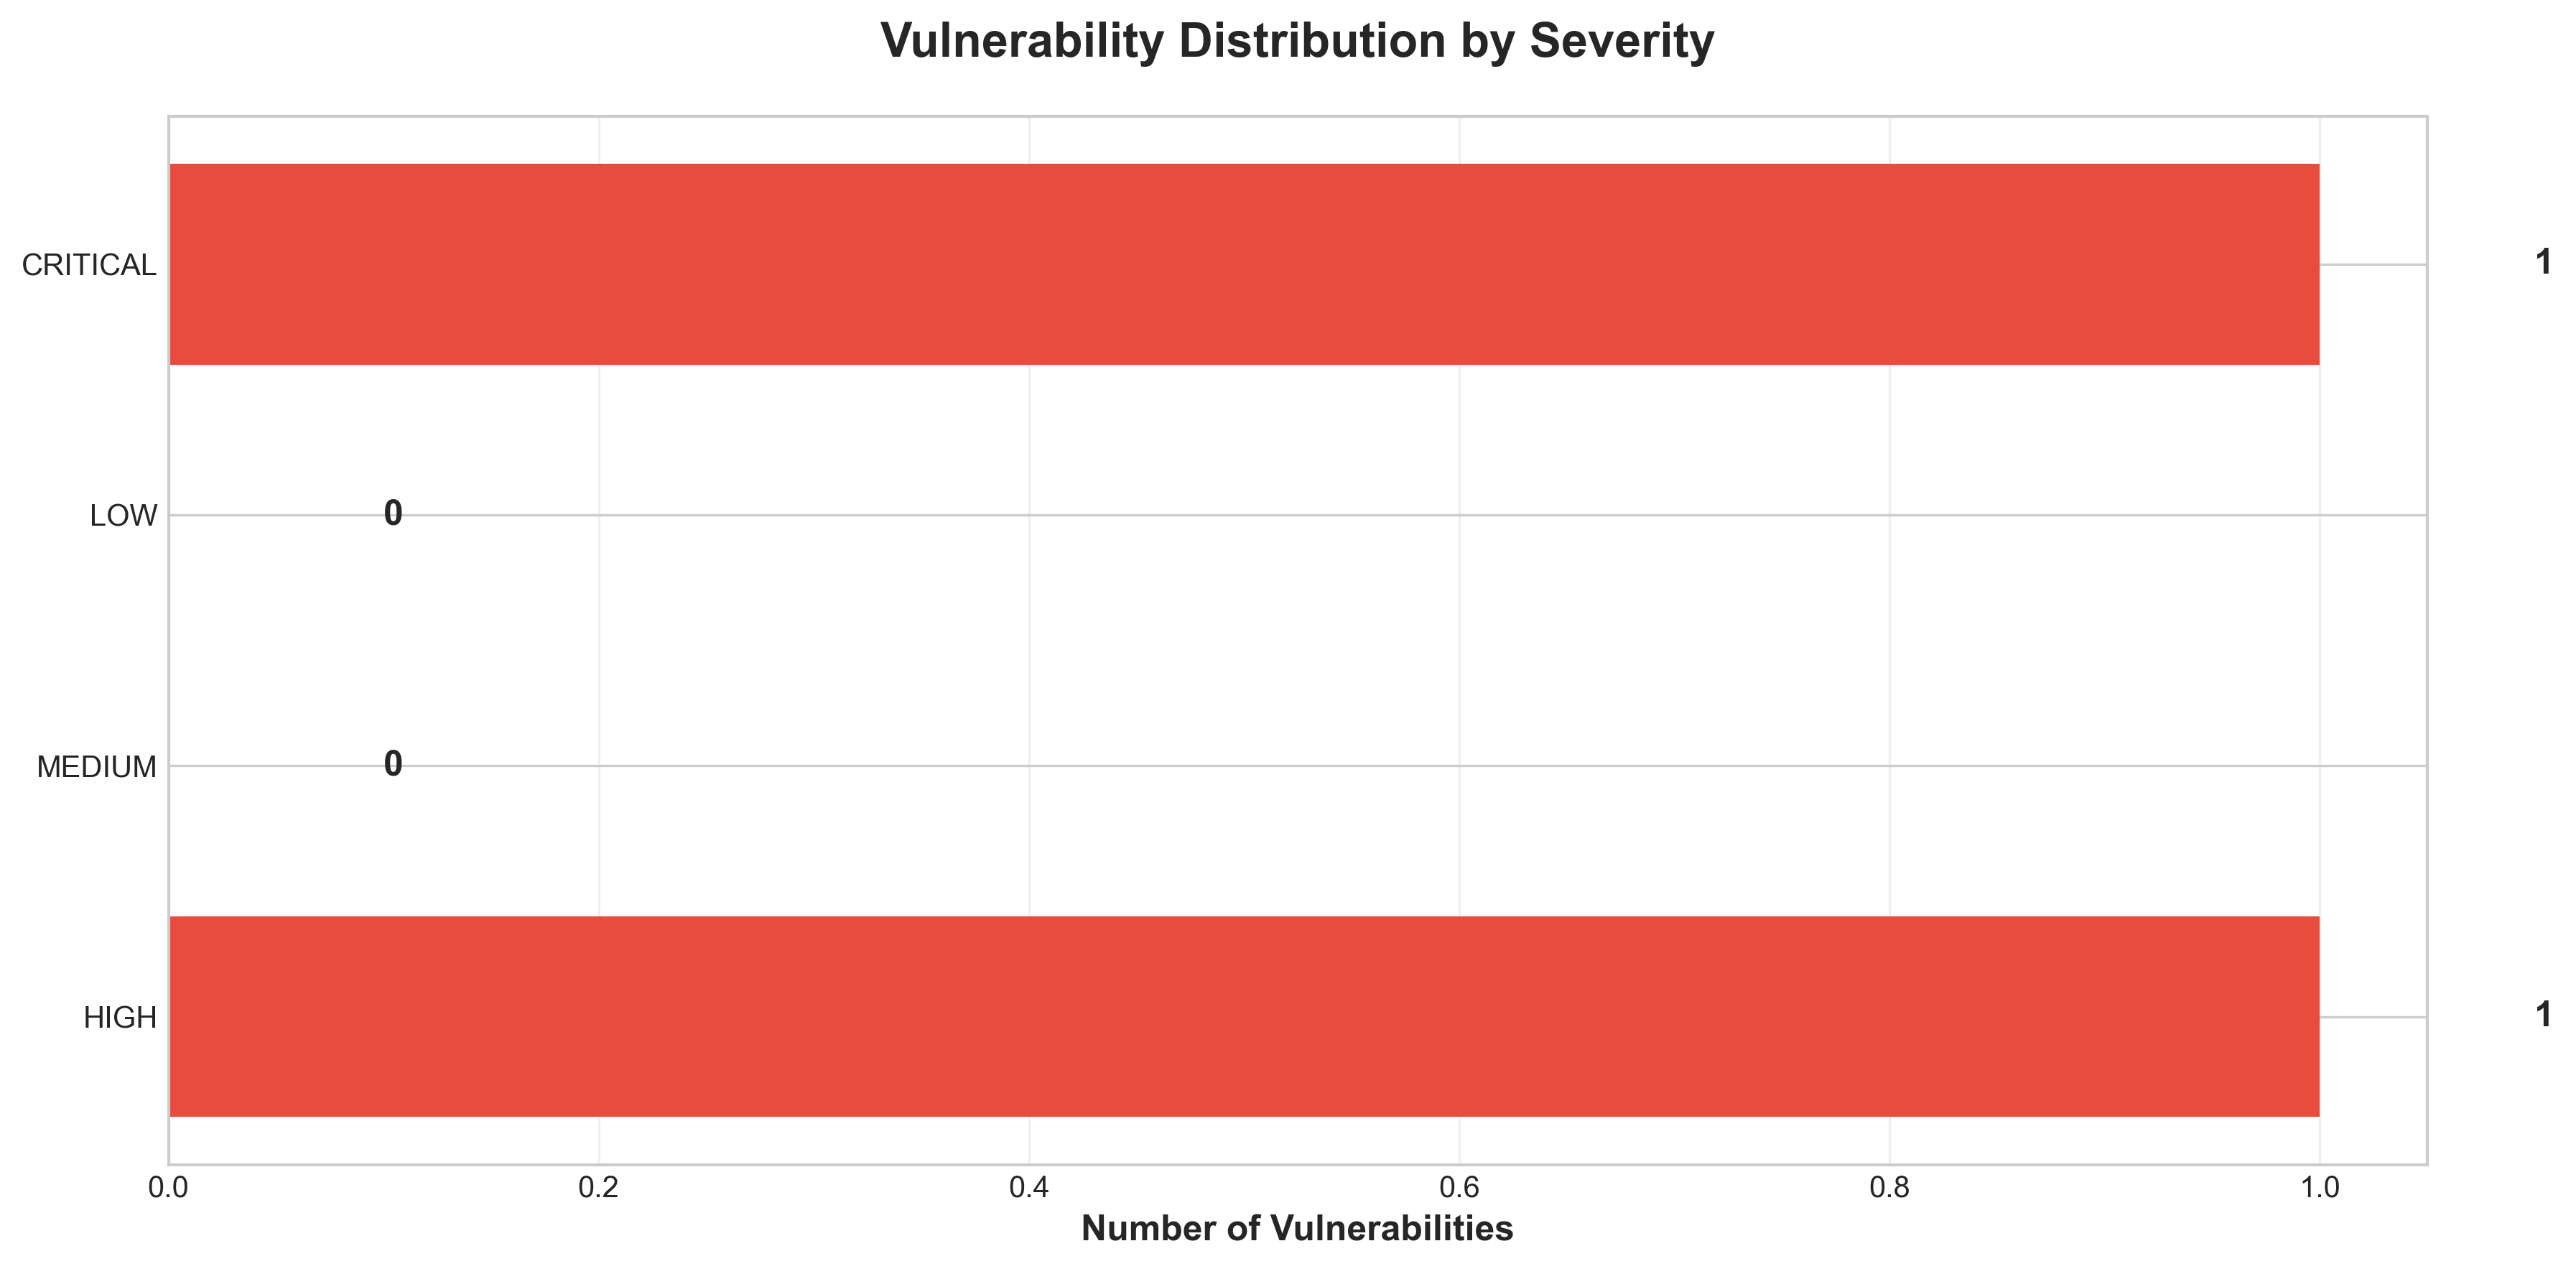 Vulnerability Distribution by Severity
CRITICAL 1
LOW 0
MEDIUM 0
HIGH 1
0.0 0.2 0.4 0.6 0.8 1.0
Number of Vulnerabilities